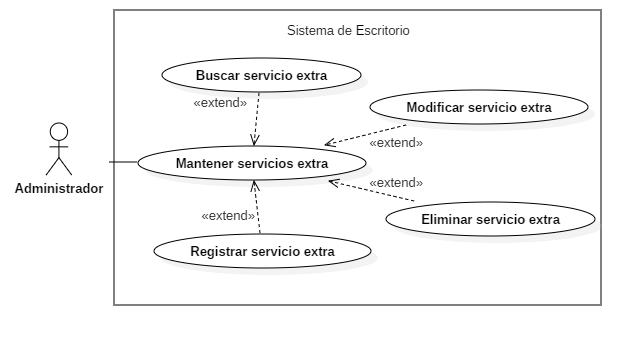 Sistema de Escritorio
Buscar servicio extra
«extend»
Modificar servicio extra
«extend»
Mantener servicios extra
Administrador
«extend»
«extend»
Eliminar servicio extra
Registrar servicio extra